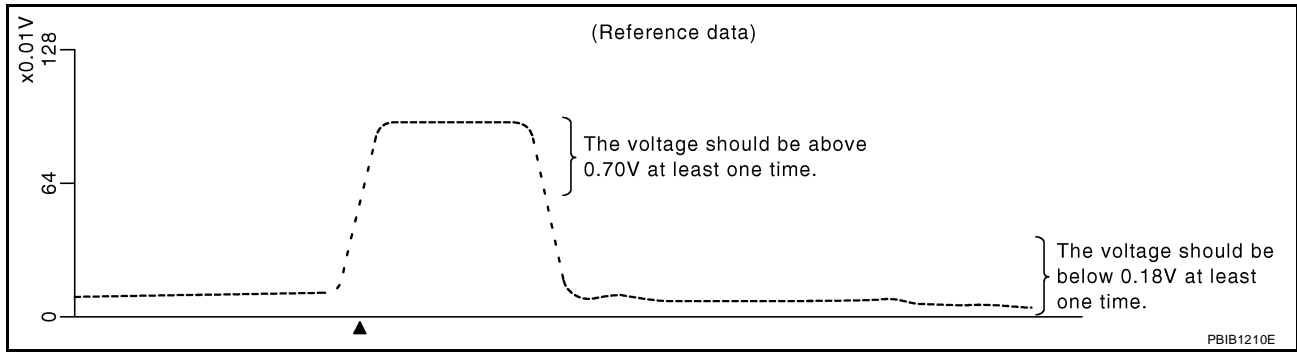 (Reference data)
x0.01V
128
64
0
The voltage should be above
0.70V at least one time.
The voltage should be
below 0.18V at least
one time.
PBIB1210E